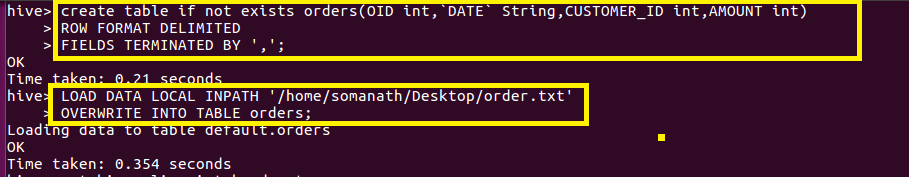 hive> create table if not exists orders(OID int,`DATE` String,CUSTOMER_ID int,AMOUNT int)
> ROW FORMAT DELIMITED
> FIELDS TERMINATED BY ',';
OK
Time taken: 0.21 seconds
hive> LOAD DATA LOCAL INPATH '/home/somanath/Desktop/order.txt'
> OVERWRITE INTO TABLE orders;
Loading data to table default.orders
OK
Time taken: 0.354 seconds